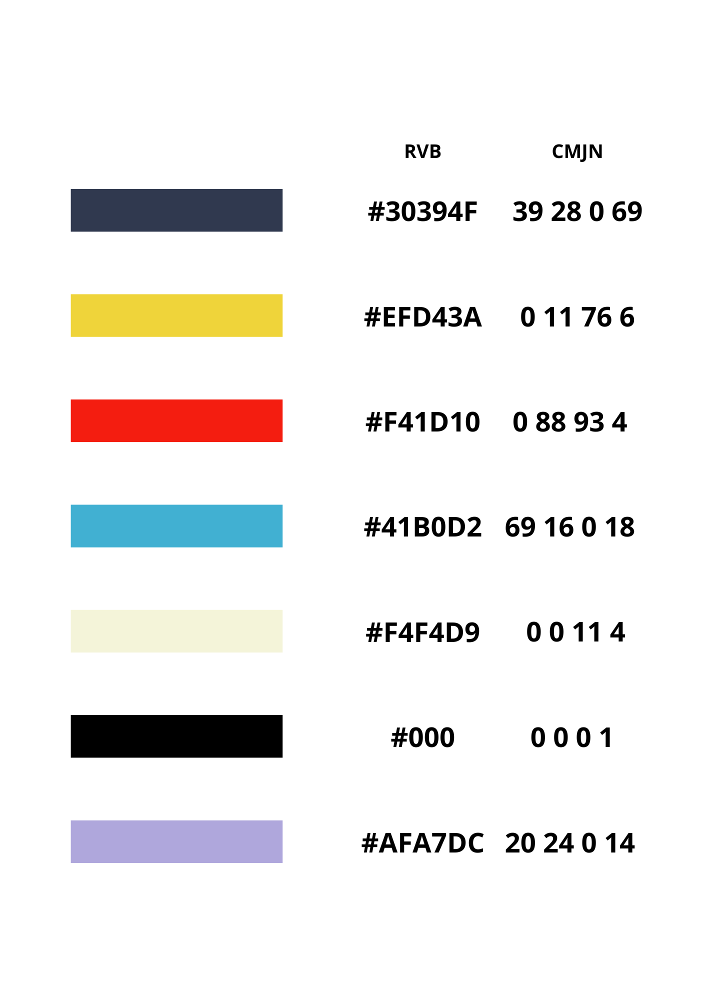 RVB CMJN
#30394F 39 28 0 69
#EFD43A 0 11 76 6
#F41D10 0 88 93 4
#41B0D2 69 16 0 18
#F4F4D9 0 0 11 4
#000 0 0 0 1
#AFA7DC 20 24 0 14